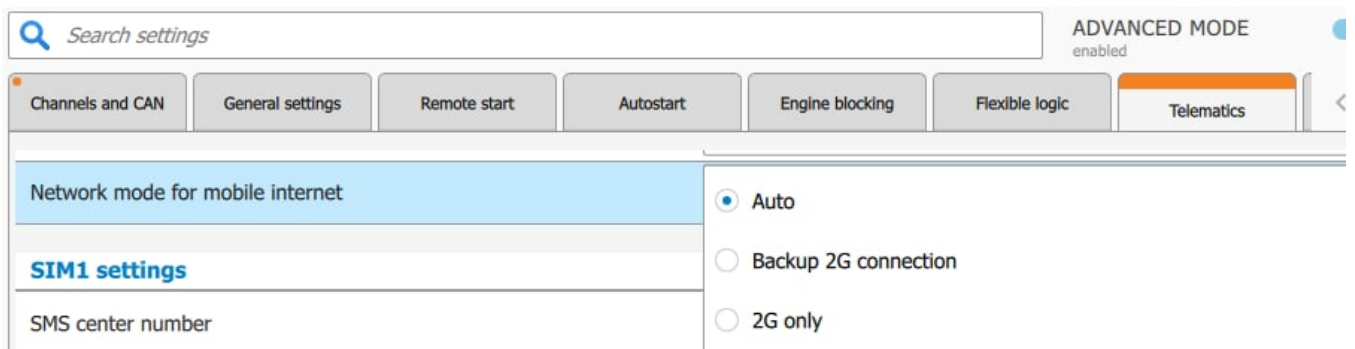 Search settings
ADVANCED MODE
enabled
Channels and CAN
General settings
Remote start
Autostart
Engine blocking
Flexible logic
Telematics
Network mode for mobile internet
Auto
Backup 2G connection
SIM1 settings
SMS center number
2G only